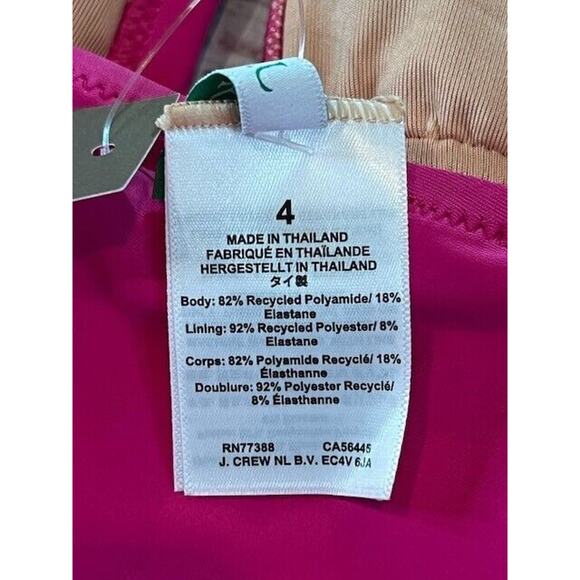 4
MADE IN THAILAND
FABRIQUÉ EN THAÏLANDE
HERGESTELLT IN THAILAND
タイ製
Body: 82% Recycled Polyamide/ 18%
Elastane
Lining: 92% Recycled Polyester/ 8%
Elastane
Corps: 82% Polyamide Recyclé/ 18%
Élasthanne
Doublure: 92% Polyester Recyclé/
8% Élasthanne
RN77388 CA56445
J. CREW NL B.V. EC4V 6JA